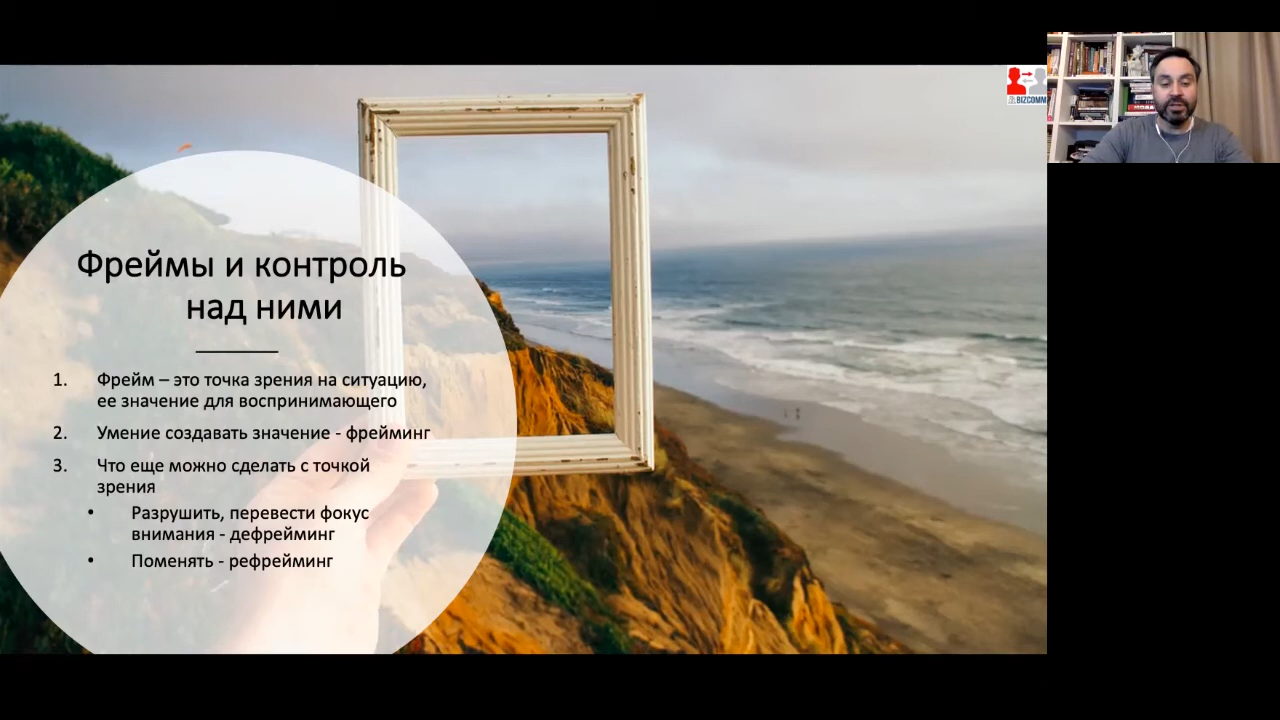 Фреймы и контроль
над ними
1. Фрейм – это точка зрения на ситуацию,
ее значение для воспринимающего
2. Умение создавать значение - фрейминг
3. Что еще можно сделать с точкой
зрения
• Разрушить, перевести фокус
внимания - дефрейминг
• Поменять - рефрейминг
BIZCOMM